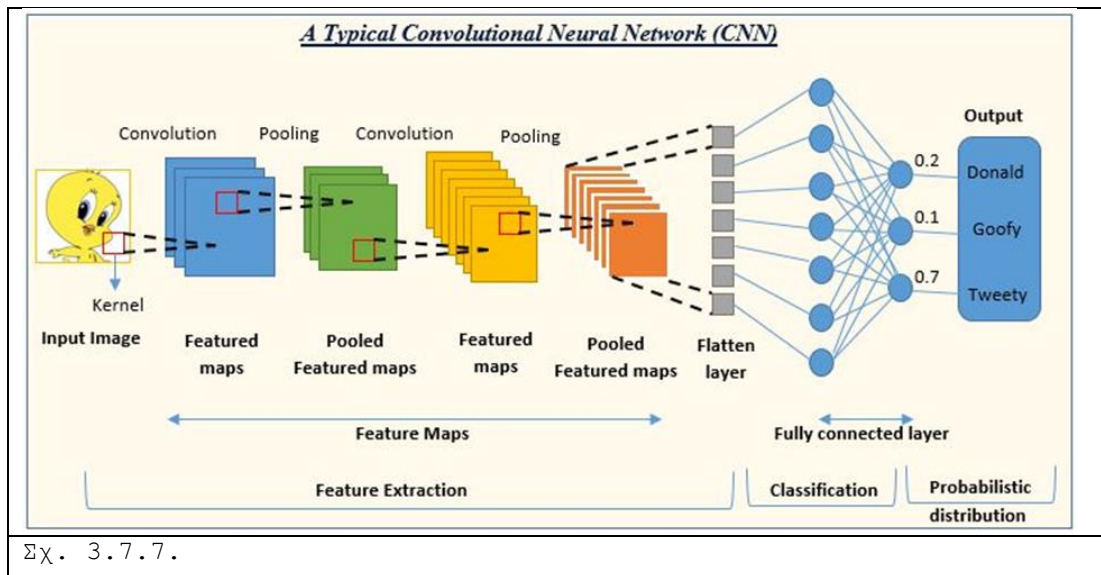 A Typical Convolutional Neural Network (CNN)
Convolution
Pooling
Convolution
Pooling
Output
0.2
Donald
0.1
Goofy
0.7
Tweety
Kernel
Input Image
Featured
maps
Pooled
Featured maps
Featured
maps
Pooled
Featured maps
Flatten
layer
Feature Maps
Fully connected layer
Feature Extraction
Classification
Probabilistic
distribution
Σχ. 3.7.7.